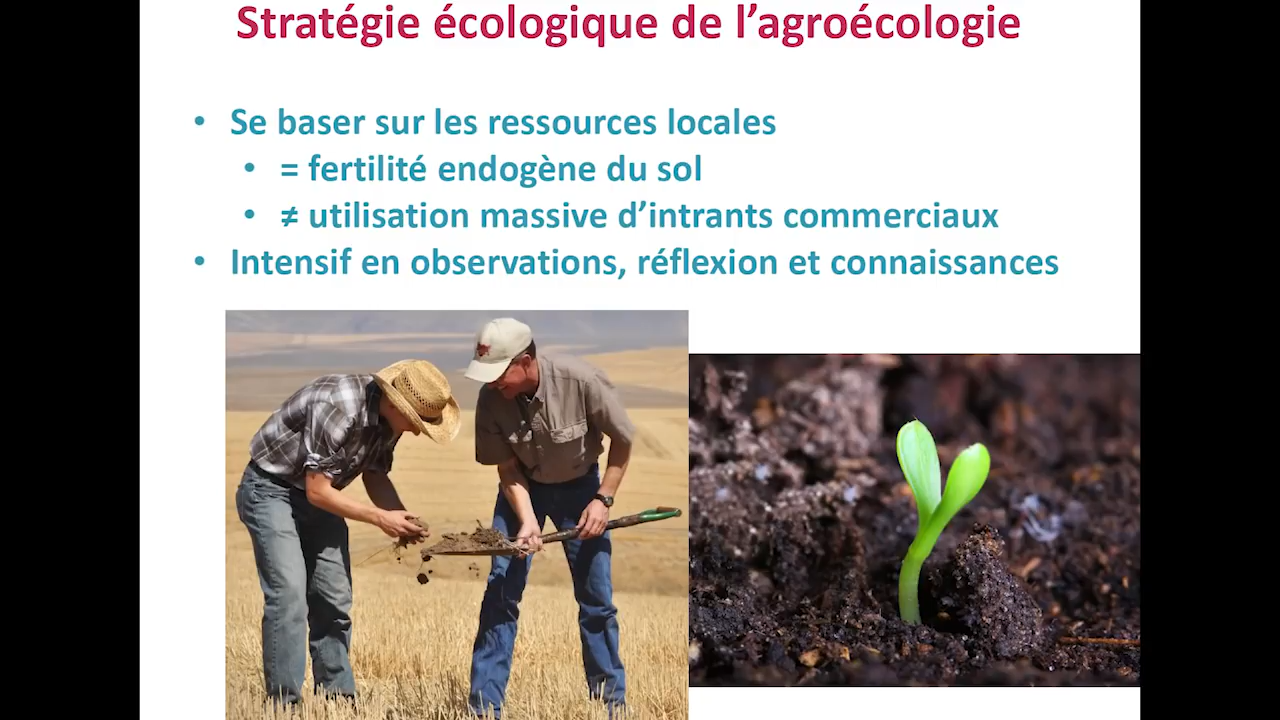 Stratégie écologique de l’agroécologie
• Se baser sur les ressources locales
• = fertilité endogène du sol
• ≠ utilisation massive d’intrants commerciaux
• Intensif en observations, réflexion et connaissances